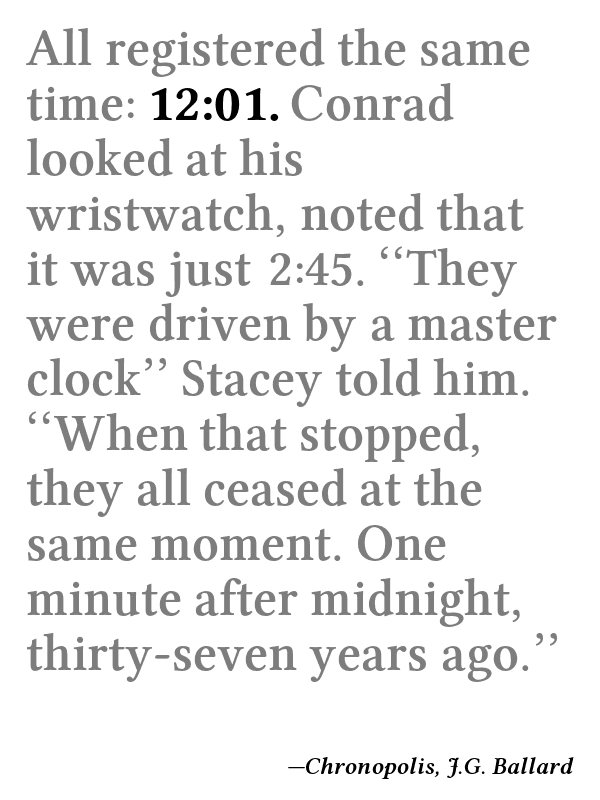 All registered the same
time: 12:01. Conrad
looked at his
wristwatch, noted that
it was just 2:45. ‘‘They
were driven by a master
clock’’ Stacey told him.
‘‘When that stopped,
they all ceased at the
same moment. One
minute after midnight,
thirty-seven years ago.’’
—Chronopolis, J.G. Ballard